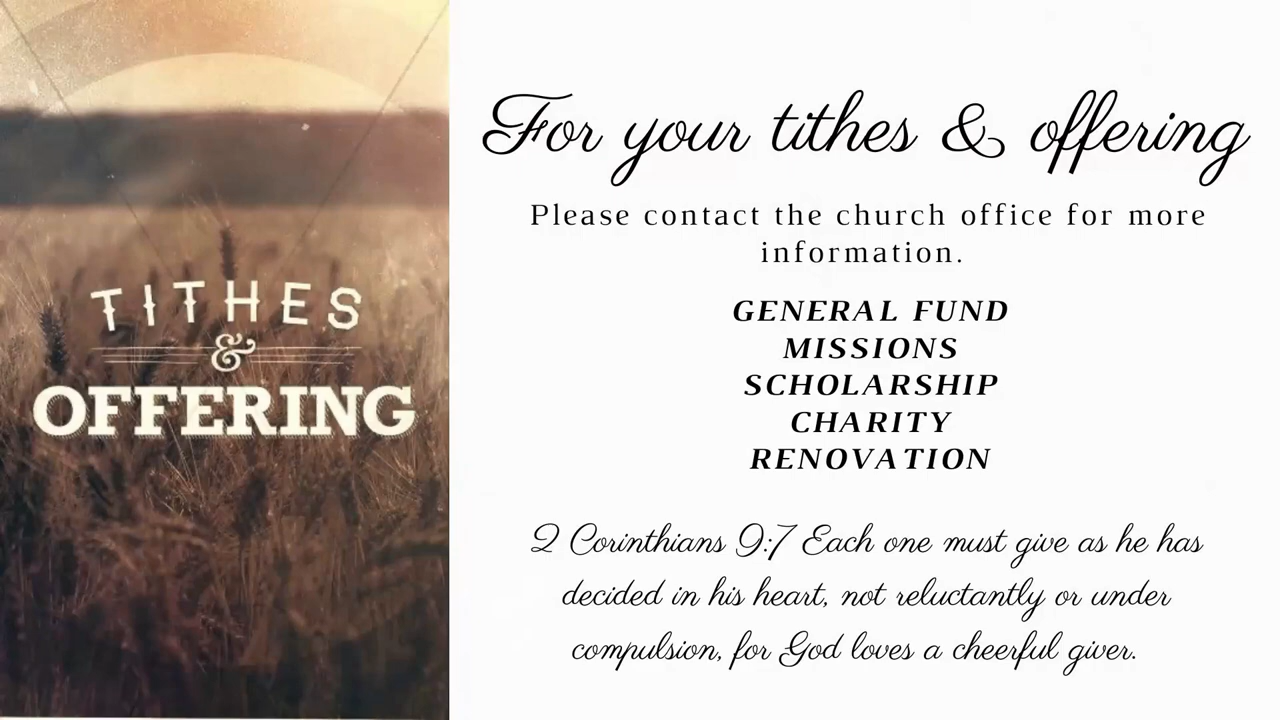 TITHES
&
OFFERING
For your tithes & offering
Please contact the church office for more
information.
GENERAL FUND
MISSIONS
SCHOLARSHIP
CHARITY
RENOVATION
2 Corinthians 9:7 Each one must give as he has
decided in his heart, not reluctantly or under
compulsion, for God loves a cheerful giver.